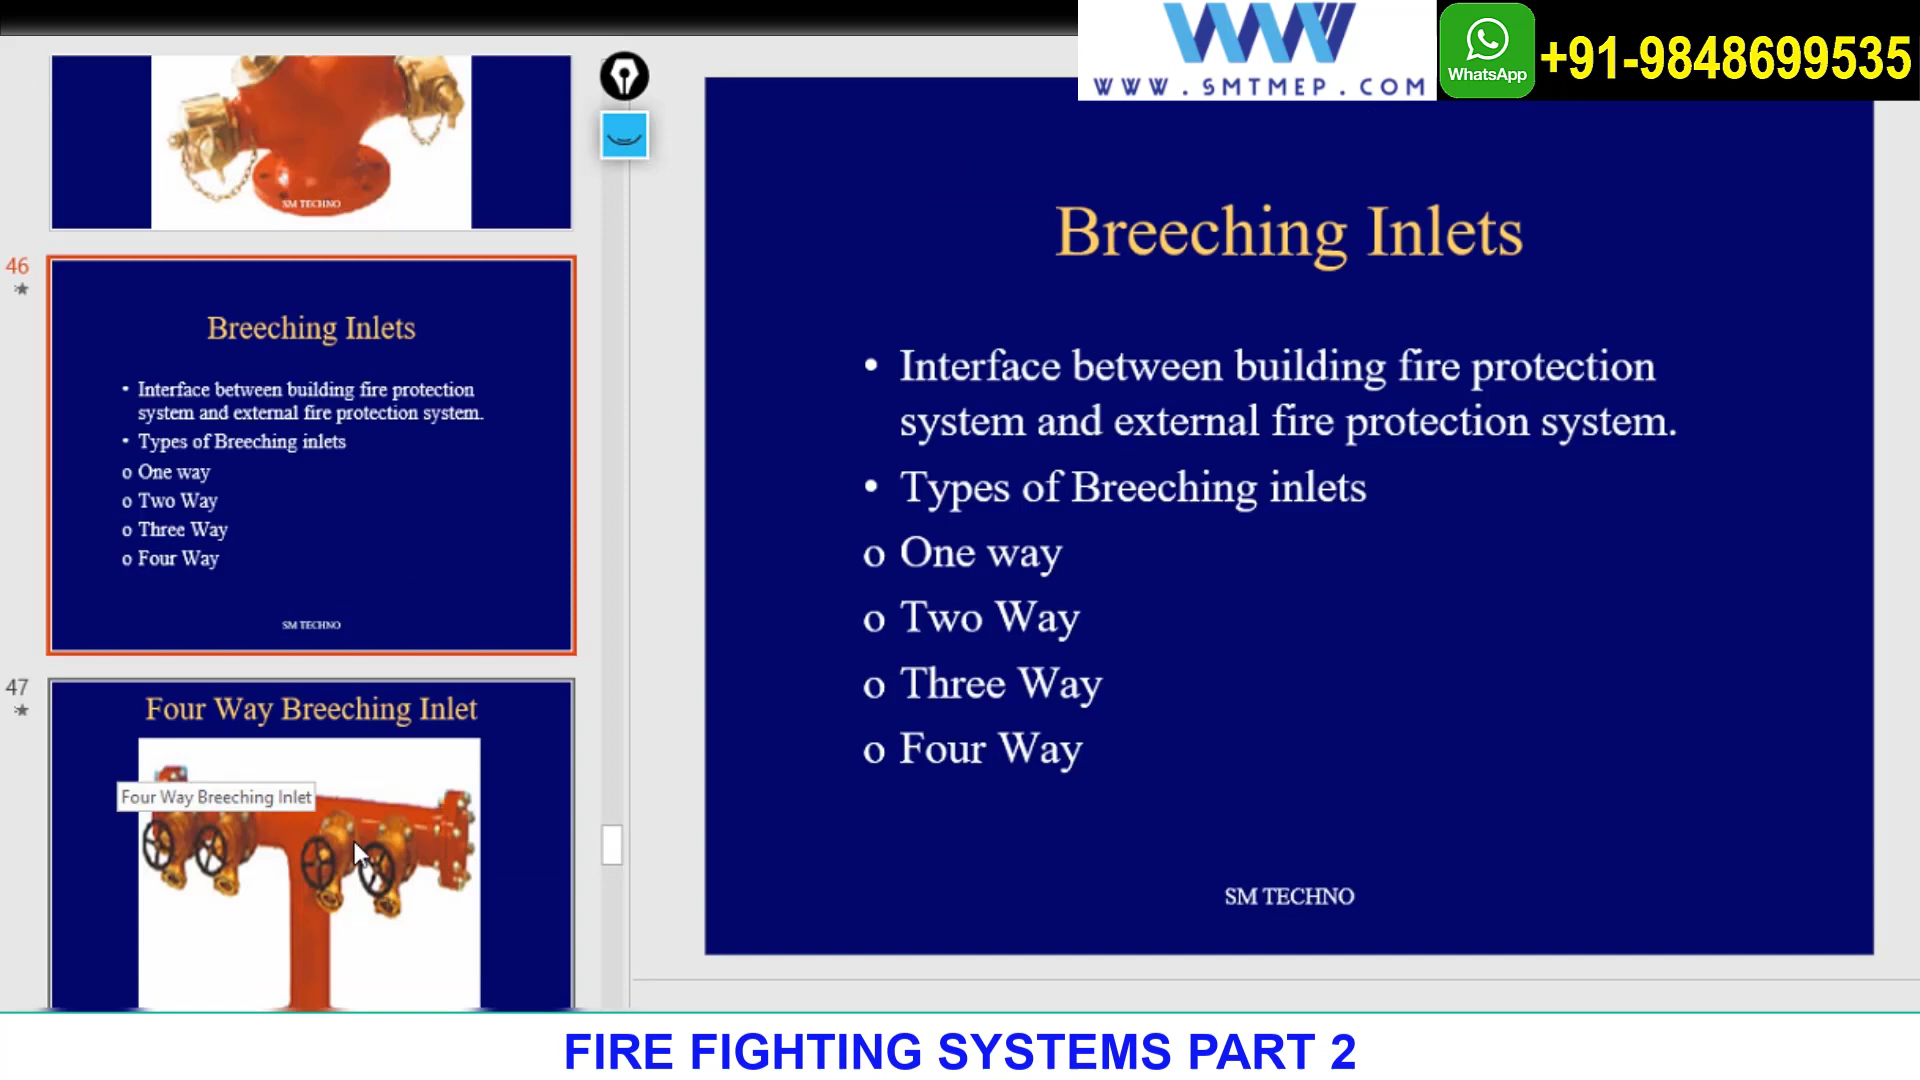 WWW.SMTMEP.COM
WhatsApp
+91-9848699535
SM TECHNO
46
Breeching Inlets
• Interface between building fire protection
system and external fire protection system.
• Types of Breeching inlets
o One way
o Two Way
o Three Way
o Four Way
SM TECHNO
47
Four Way Breeching Inlet
Four Way Breeching Inlet
Breeching Inlets
• Interface between building fire protection
system and external fire protection system.
• Types of Breeching inlets
o One way
o Two Way
o Three Way
o Four Way
SM TECHNO
FIRE FIGHTING SYSTEMS PART 2